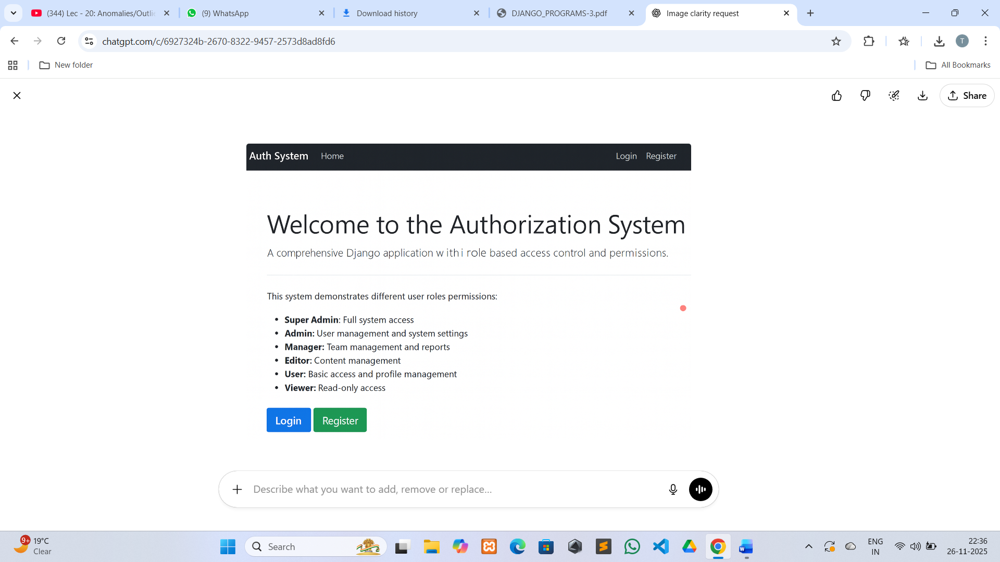 (344) Lec - 20: Anomalies/Outlie
(9) WhatsApp
Download history
DJANGO_PROGRAMS-3.pdf
Image clarity request
chatgpt.com/c/6927324b-2670-8322-9457-2573d8ad8fd6
T
New folder
All Bookmarks
Share
Auth System Home Login Register
Welcome to the Authorization System
A comprehensive Django application w ith i role based access control and permissions.
This system demonstrates different user roles permissions:
• Super Admin: Full system access
• Admin: User management and system settings
• Manager: Team management and reports
• Editor: Content management
• User: Basic access and profile management
• Viewer: Read-only access
Login Register
Describe what you want to add, remove or replace...
9+ 19°C
Clear
Search
ENG
IN
22:36
26-11-2025